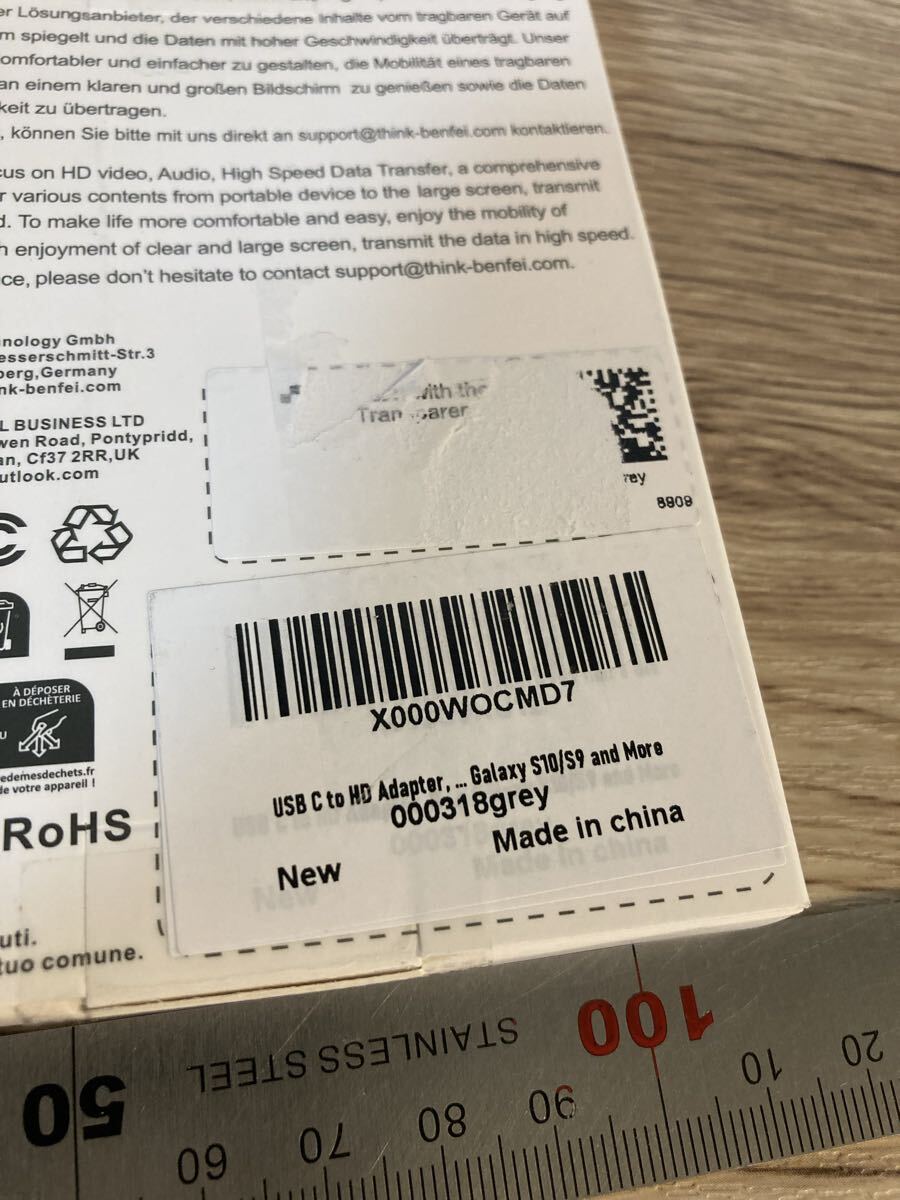 er Lösungsanbieter, der verschiedene Inhalte vom tragbaren Gerät auf
m spiegelt und die Daten mit hoher Geschwindigkeit überträgt. Unser
omfortabler und einfacher zu gestalten, die Mobilität eines tragbaren
an einem klaren und großen Bildschirm zu genießen sowie die Daten
keit zu übertragen.
, können Sie bitte mit uns direkt an support@think-benfei.com kontaktieren.
cus on HD video, Audio, High Speed Data Transfer, a comprehensive
r various contents from portable device to the large screen, transmit
d. To make life more comfortable and easy, enjoy the mobility of
h enjoyment of clear and large screen, transmit the data in high speed.
ce, please don't hesitate to contact support@think-benfei.com.
nology Gmbh
esserschmitt-Str.3
berg,Germany
nk-benfei.com
L BUSINESS LTD
wen Road, Pontypridd,
an, Cf37 2RR,UK
utlook.com
with the
Tran parer
rey
8909
À DÉPOSER
EN DÉCHÈTERIE
U
edemesdechets.fr
de votre appareil !
RoHS
uti.
tuo comune.
X000WOCMD7
USB C to HD Adapter, ... Galaxy S10/S9 and More
000318grey
Made in china
New
STAINLESS STEEL
50 100
60 70 80 90 10 20